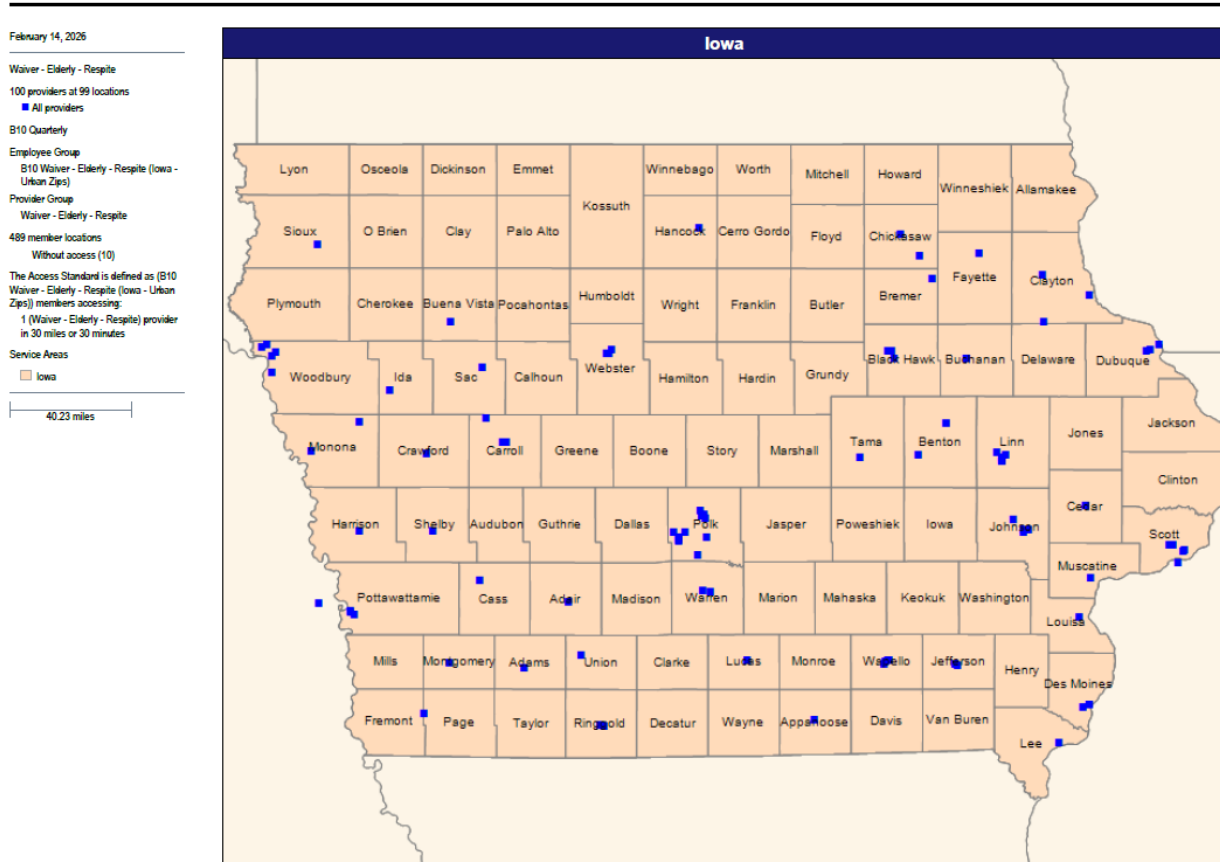 February 14, 2026
Waiver - Elderly - Respite
100 providers at 99 locations
All providers
B10 Quarterly
Employee Group
B10 Waiver - Elderly - Respite (Iowa -
Urban Zips)
Provider Group
Waiver - Elderly - Respite
489 member locations
Without access (10)
The Access Standard is defined as (B10
Waiver - Elderly - Respite (Iowa - Urban
Zips)) members accessing:
1 (Waiver - Elderly - Respite) provider
in 30 miles or 30 minutes
Service Areas
Iowa
40.23 miles
Iowa
Lyon Osceola Dickinson Emmet Winnebago Worth Mitchell Howard Winneshiek Allamakee
Kossuth
Sioux O Brien Clay Palo Alto Hancock Cerro Gordo Floyd Chickasaw
Fayette Clayton
Plymouth Cherokee Buena Vista Pocahontas Humboldt Wright Franklin Butler Bremer
Woodbury Ida Sac Calhoun Webster Hamilton Hardin Grundy Black Hawk Buchanan Delaware Dubuque
Monona Crawford Carroll Greene Boone Story Marshall Tama Benton Linn Jones Jackson
Clinton
Harrison Shelby Audubon Guthrie Dallas Polk Jasper Poweshiek Iowa Johnson Cedar Scott
Muscatine
Pottawattamie Cass Adair Madison Warren Marion Mahaska Keokuk Washington Louisa
Mills Montgomery Adams Union Clarke Lucas Monroe Wapello Jefferson Henry Des Moines
Fremont Page Taylor Ringgold Decatur Wayne Appanoose Davis Van Buren Lee